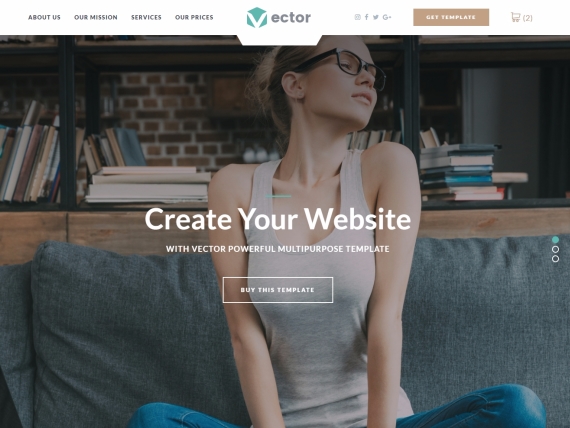 ABOUT US
OUR MISSION
SERVICES
OUR PRICES
ector
GET TEMPLATE
(2)
Create Your Website
WITH VECTOR POWERFUL MULTIPURPOSE TEMPLATE
BUY THIS TEMPLATE